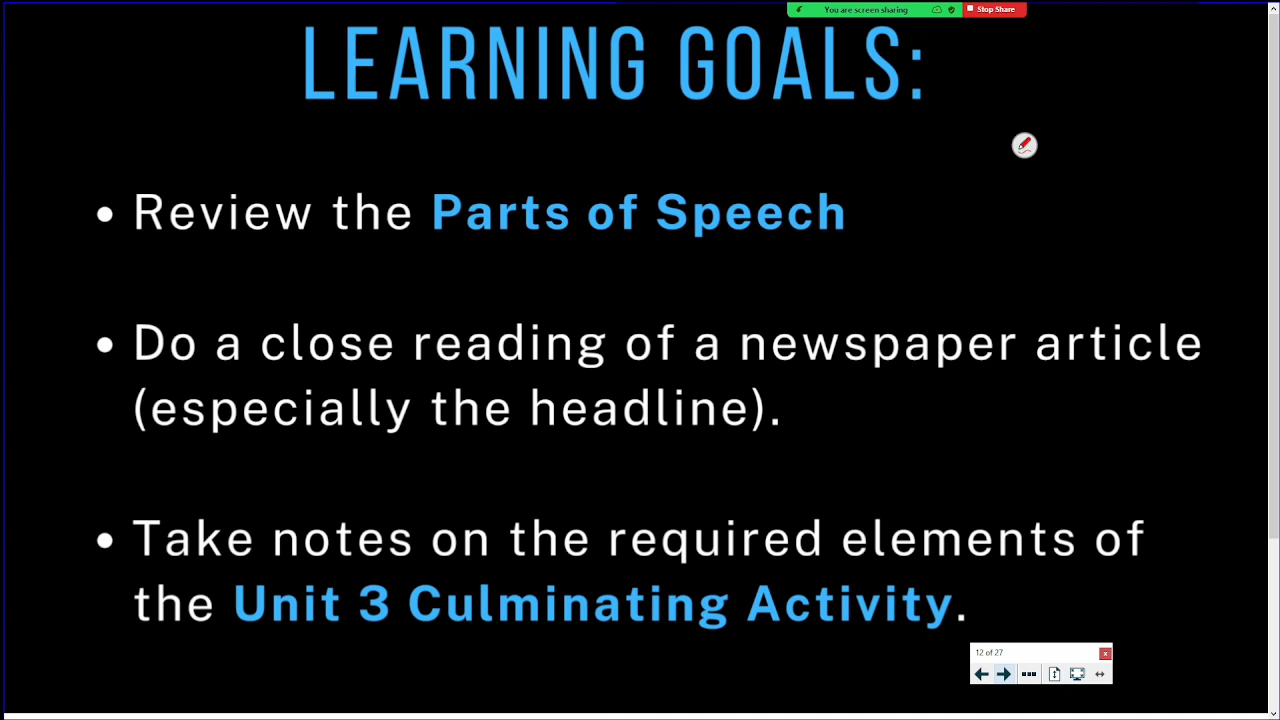 You are screen sharing
Stop Share
LEARNING GOALS:
• Review the Parts of Speech
• Do a close reading of a newspaper article
(especially the headline).
• Take notes on the required elements of
the Unit 3 Culminating Activity.
12 of 27